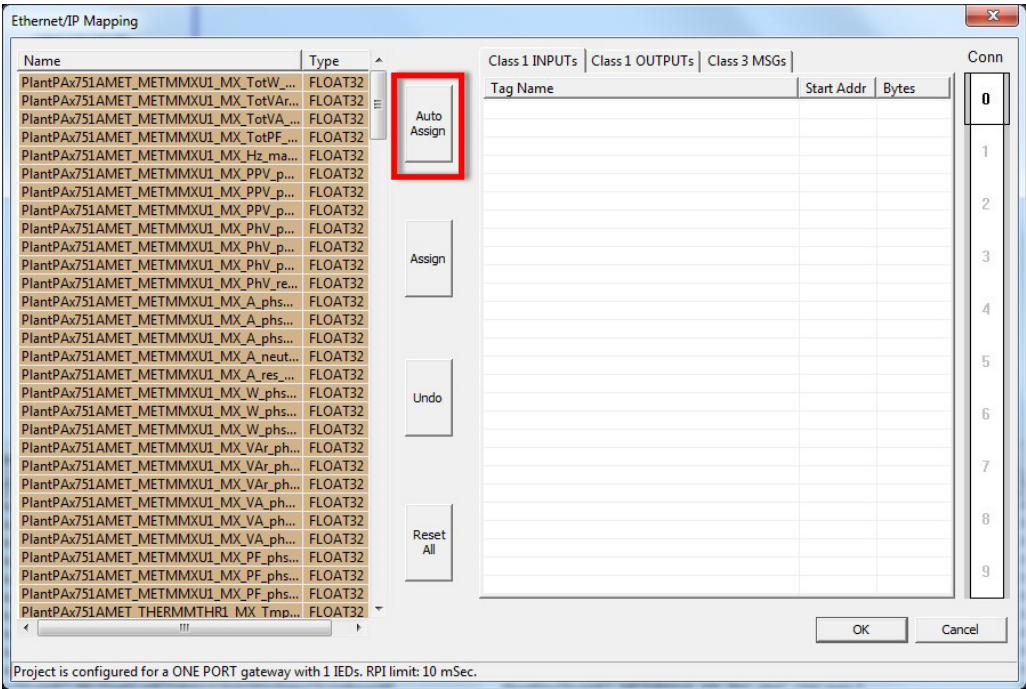 Ethernet/IP Mapping
Name Type
PlantPAx751AMET_METMMXU1_MX_TotW_... FLOAT32
PlantPAx751AMET_METMMXU1_MX_TotVAr... FLOAT32
PlantPAx751AMET_METMMXU1_MX_TotVA_... FLOAT32
PlantPAx751AMET_METMMXU1_MX_TotPF_... FLOAT32
PlantPAx751AMET_METMMXU1_MX_Hz_ma... FLOAT32
PlantPAx751AMET_METMMXU1_MX_PPV_p... FLOAT32
PlantPAx751AMET_METMMXU1_MX_PPV_p... FLOAT32
PlantPAx751AMET_METMMXU1_MX_PPV_p... FLOAT32
PlantPAx751AMET_METMMXU1_MX_PhV_p... FLOAT32
PlantPAx751AMET_METMMXU1_MX_PhV_p... FLOAT32
PlantPAx751AMET_METMMXU1_MX_PhV_p... FLOAT32
PlantPAx751AMET_METMMXU1_MX_PhV_re... FLOAT32
PlantPAx751AMET_METMMXU1_MX_A_phs... FLOAT32
PlantPAx751AMET_METMMXU1_MX_A_phs... FLOAT32
PlantPAx751AMET_METMMXU1_MX_A_phs... FLOAT32
PlantPAx751AMET_METMMXU1_MX_A_neut... FLOAT32
PlantPAx751AMET_METMMXU1_MX_A_res_... FLOAT32
PlantPAx751AMET_METMMXU1_MX_W_phs... FLOAT32
PlantPAx751AMET_METMMXU1_MX_W_phs... FLOAT32
PlantPAx751AMET_METMMXU1_MX_W_phs... FLOAT32
PlantPAx751AMET_METMMXU1_MX_VAr_ph... FLOAT32
PlantPAx751AMET_METMMXU1_MX_VAr_ph... FLOAT32
PlantPAx751AMET_METMMXU1_MX_VAr_ph... FLOAT32
PlantPAx751AMET_METMMXU1_MX_VA_ph... FLOAT32
PlantPAx751AMET_METMMXU1_MX_VA_ph... FLOAT32
PlantPAx751AMET_METMMXU1_MX_VA_ph... FLOAT32
PlantPAx751AMET_METMMXU1_MX_PF_phs... FLOAT32
PlantPAx751AMET_METMMXU1_MX_PF_phs... FLOAT32
PlantPAx751AMET_METMMXU1_MX_PF_phs... FLOAT32
PlantPAx751AMET_THERMMTHR1_MX_Tmp... FLOAT32
Auto
Assign
Assign
Undo
Reset
All
Class 1 INPUTs Class 1 OUTPUTs Class 3 MSGs
Tag Name Start Addr Bytes
Conn
0
1
2
3
4
5
6
7
8
9
OK Cancel
Project is configured for a ONE PORT gateway with 1 IEDs. RPI limit: 10 mSec.